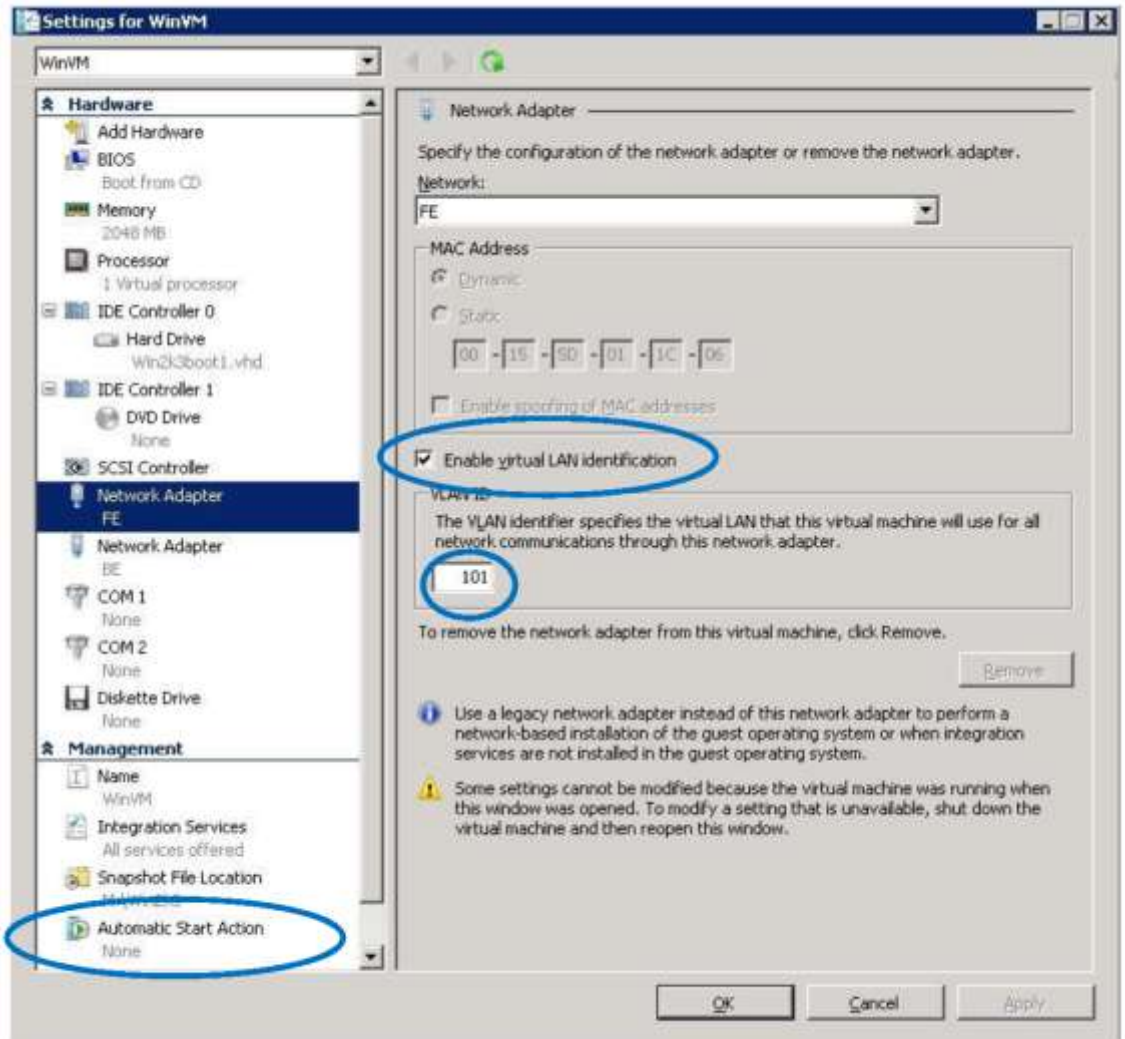 Settings for WinVM
WinVM
Hardware
Add Hardware
BIOS
Boot from CD
Memory
2048 MB
Processor
1 Virtual processor
IDE Controller 0
Hard Drive
Win2k3boot1.vhd
IDE Controller 1
DVD Drive
None
SCSI Controller
Network Adapter
FE
Network Adapter
BE
COM 1
None
COM 2
None
Diskette Drive
None
Management
Name
WinVM
Integration Services
All services offered
Snapshot File Location
Automatic Start Action
None
Network Adapter
Specify the configuration of the network adapter or remove the network adapter.
Network:
FE
MAC Address
Dynamic
Static
00 - 15 - 5D - 01 - 1C - 06
Enable spoofing of MAC addresses
Enable virtual LAN identification
VLAN ID
The VLAN identifier specifies the virtual LAN that this virtual machine will use for all
network communications through this network adapter.
101
To remove the network adapter from this virtual machine, click Remove.
Remove
Use a legacy network adapter instead of this network adapter to perform a
network-based installation of the guest operating system or when integration
services are not installed in the guest operating system.
Some settings cannot be modified because the virtual machine was running when
this window was opened. To modify a setting that is unavailable, shut down the
virtual machine and then reopen this window.
OK
Cancel
Apply